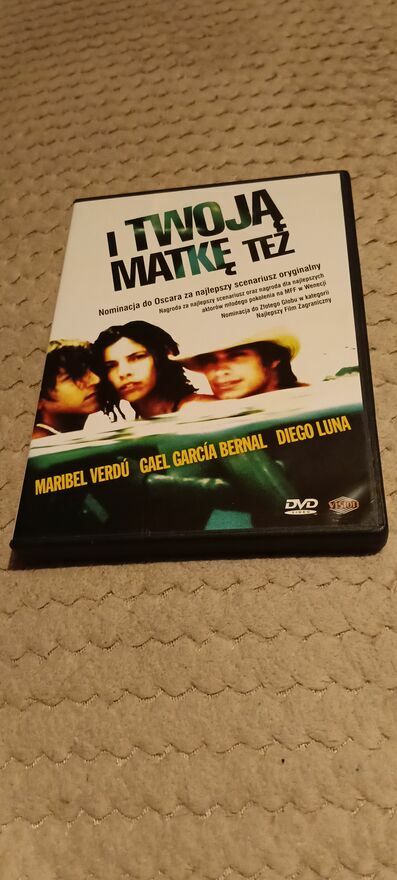 I TWOJĄ
MATKĘ TEŻ
Nominacja do Oscara za najlepszy scenariusz oryginalny
Nagroda za najlepszy scenariusz oraz nagroda dla najlepszych
aktorów młodego pokolenia na MFF w Wenecji
Nominacja do Złotego Globu w kategorii
Najlepszy Film Zagraniczny
MARIBEL VERDÚ GAEL GARCÍA BERNAL DIEGO LUNA
DVD
VIDEO
VISION